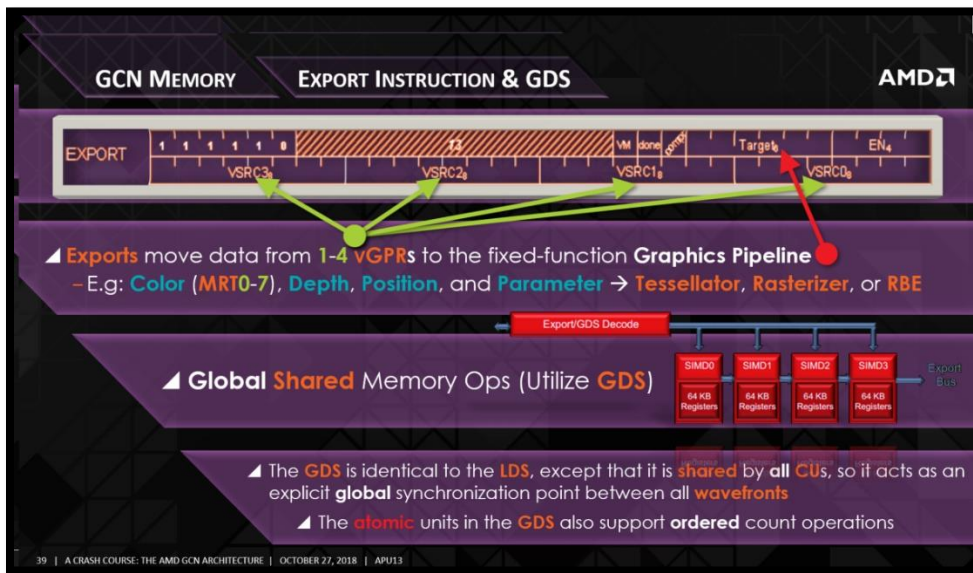 GCN MEMORY
EXPORT INSTRUCTION & GDS
AMD
EXPORT
1 1 1 1 1 0
13
VM
done
compr
Target6
EN4
VSRC38
VSRC28
VSRC18
VSRC08
Exports move data from 1-4 vGPRs to the fixed-function Graphics Pipeline
–E.g: Color (MRT0-7), Depth, Position, and Parameter → Tessellator, Rasterizer, or RBE
Export/GDS Decode
Global Shared Memory Ops (Utilize GDS)
SIMD0 SIMD1 SIMD2 SIMD3
64 KB Registers 64 KB Registers 64 KB Registers 64 KB Registers
Export Bus
The GDS is identical to the LDS, except that it is shared by all CUs, so it acts as an
explicit global synchronization point between all wavefronts
The atomic units in the GDS also support ordered count operations
39 | A CRASH COURSE: THE AMD GCN ARCHITECTURE | OCTOBER 27, 2018 | APU13